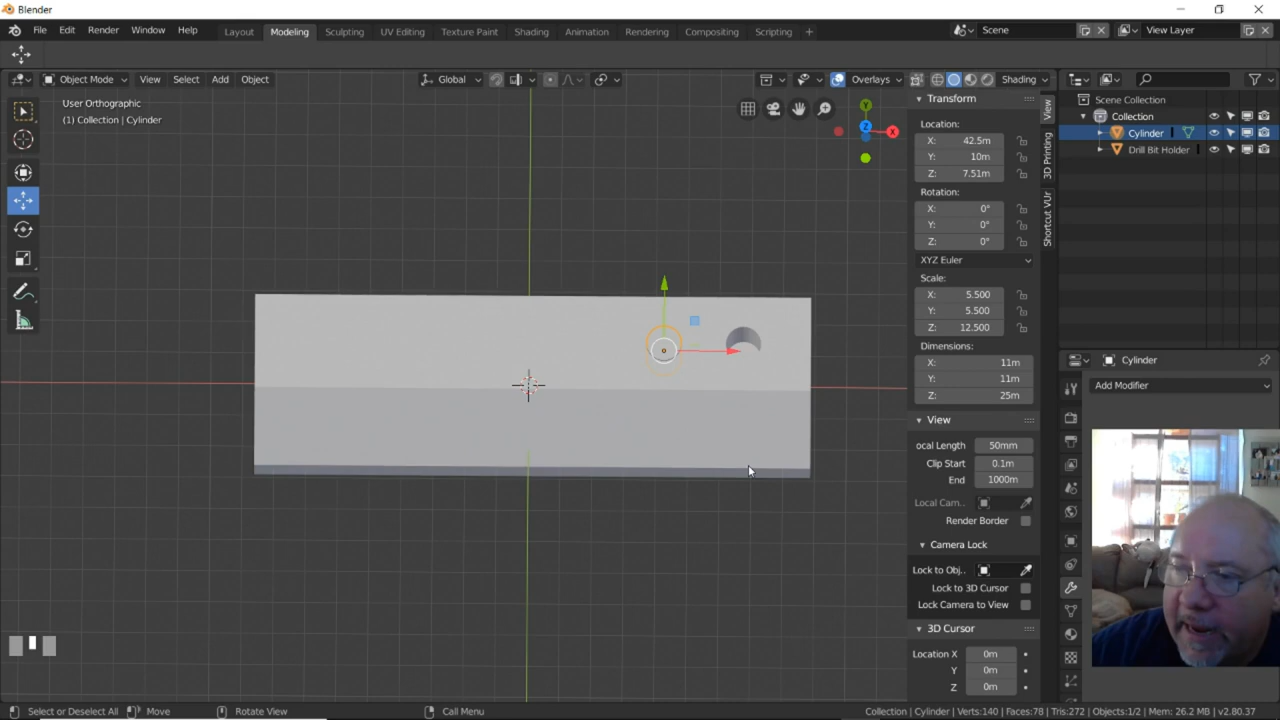 Blender
File Edit Render Window Help
Layout Modeling Sculpting UV Editing Texture Paint Shading Animation Rendering Compositing Scripting +
Scene
View Layer
Object Mode View Select Add Object
Global
Overlays
Shading
User Orthographic
(1) Collection | Cylinder
Y
Z
X
Transform
Location:
X: 42.5m
Y: 10m
Z: 7.51m
Rotation:
X: 0°
Y: 0°
Z: 0°
XYZ Euler
Scale:
X: 5.500
Y: 5.500
Z: 12.500
Dimensions:
X: 11m
Y: 11m
Z: 25m
View
ocal Length 50mm
Clip Start 0.1m
End 1000m
Local Cam..
Render Border
Camera Lock
Lock to Obj..
Lock to 3D Cursor
Lock Camera to View
3D Cursor
Location X 0m
Y 0m
Z 0m
View
3D Printing
Shortcut VUr
Scene Collection
Collection
Cylinder
Drill Bit Holder
Cylinder
Add Modifier
Select or Deselect All Move Rotate View Call Menu
Collection | Cylinder | Verts:140 | Faces:78 | Tris:272 | Objects:1/2 | Mem: 26.2 MB | v2.80.37